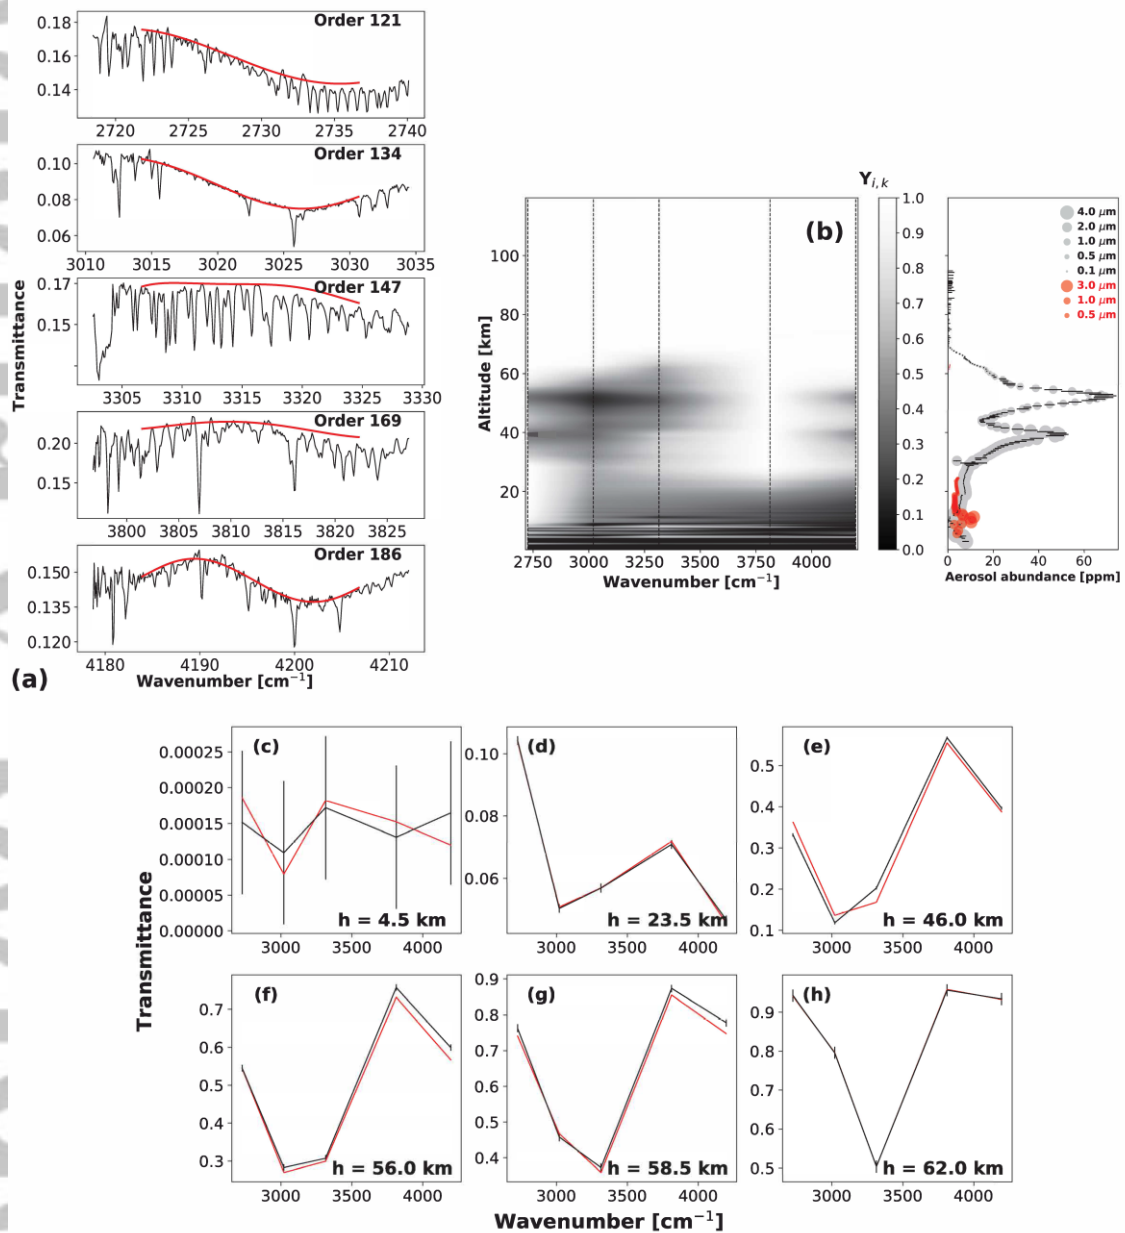 Order 121
0.18
0.16
0.14
2720 2725 2730 2735 2740
Order 134
0.10
0.08
0.06
3010 3015 3020 3025 3030 3035
Order 147
0.17
0.15
3305 3310 3315 3320 3325 3330
Order 169
0.20
0.15
3800 3805 3810 3815 3820 3825
Order 186
0.150
0.135
0.120
4180 4190 4200 4210
Transmittance
Wavenumber [cm−1]
(a)
Yi,k
(b)
100
80
60
40
20
Altitude [km]
2750 3000 3250 3500 3750 4000
Wavenumber [cm−1]
1.0
0.9
0.8
0.7
0.6
0.5
0.4
0.3
0.2
0.1
0.0
4.0 μm
2.0 μm
1.0 μm
0.5 μm
0.1 μm
3.0 μm
1.0 μm
0.5 μm
0 20 40 60
Aerosol abundance [ppm]
(c)
0.00025
0.00020
0.00015
0.00010
0.00005
0.00000
h = 4.5 km
3000 3500 4000
(d)
0.10
0.08
0.06
h = 23.5 km
3000 3500 4000
(e)
0.5
0.4
0.3
0.2
0.1
h = 46.0 km
3000 3500 4000
(f)
0.7
0.6
0.5
0.4
0.3
h = 56.0 km
3000 3500 4000
(g)
0.9
0.8
0.7
0.6
0.5
0.4
h = 58.5 km
3000 3500 4000
(h)
0.9
0.8
0.7
0.6
0.5
h = 62.0 km
3000 3500 4000
Transmittance
Wavenumber [cm−1]